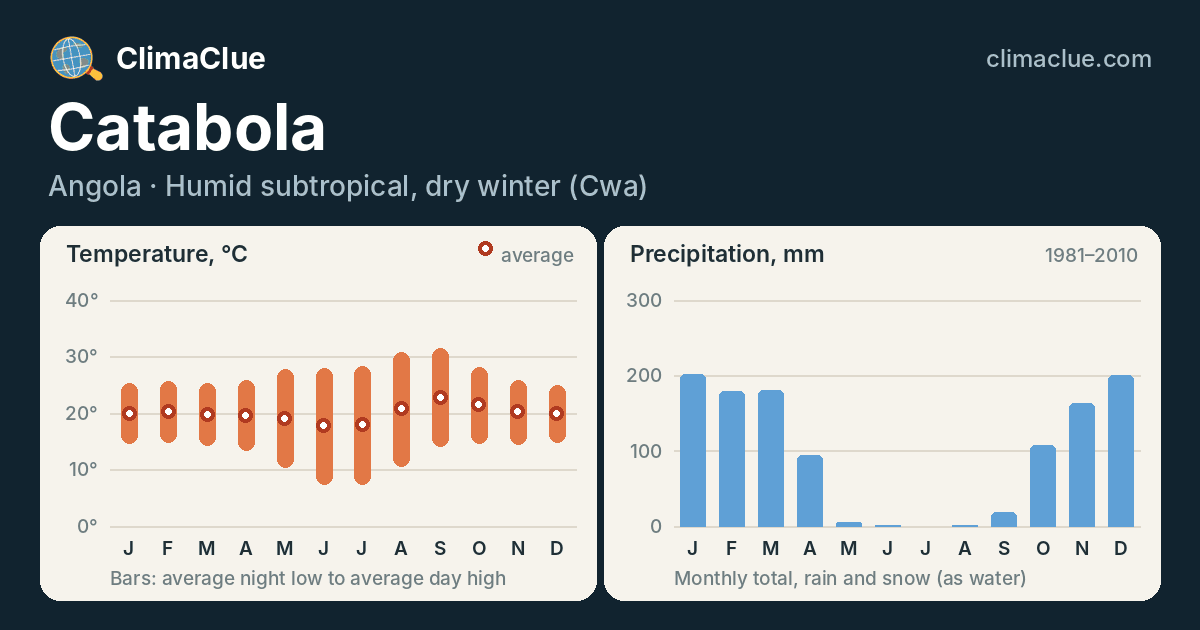 ClimaClue
climaclue.com
Catabola
Angola · Humid subtropical, dry winter (Cwa)
Temperature, °C
average
40°
30°
20°
10°
0°
J F M A M J J A S O N D
Bars: average night low to average day high
Precipitation, mm
1981–2010
300
200
100
0
J F M A M J J A S O N D
Monthly total, rain and snow (as water)